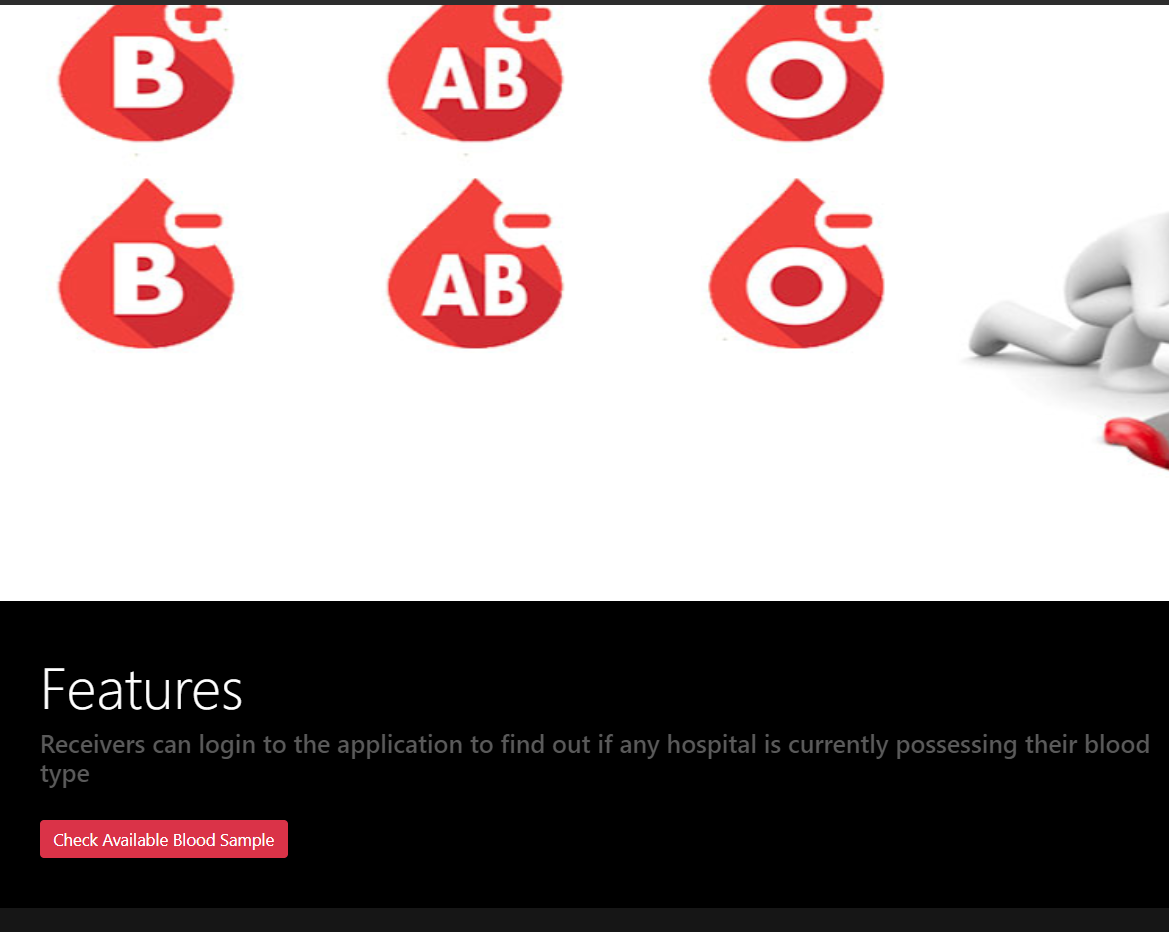 B+ AB+ O+
B- AB- O-
Features
Receivers can login to the application to find out if any hospital is currently possessing their blood
type
Check Available Blood Sample